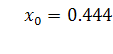 x₀ = 0.444